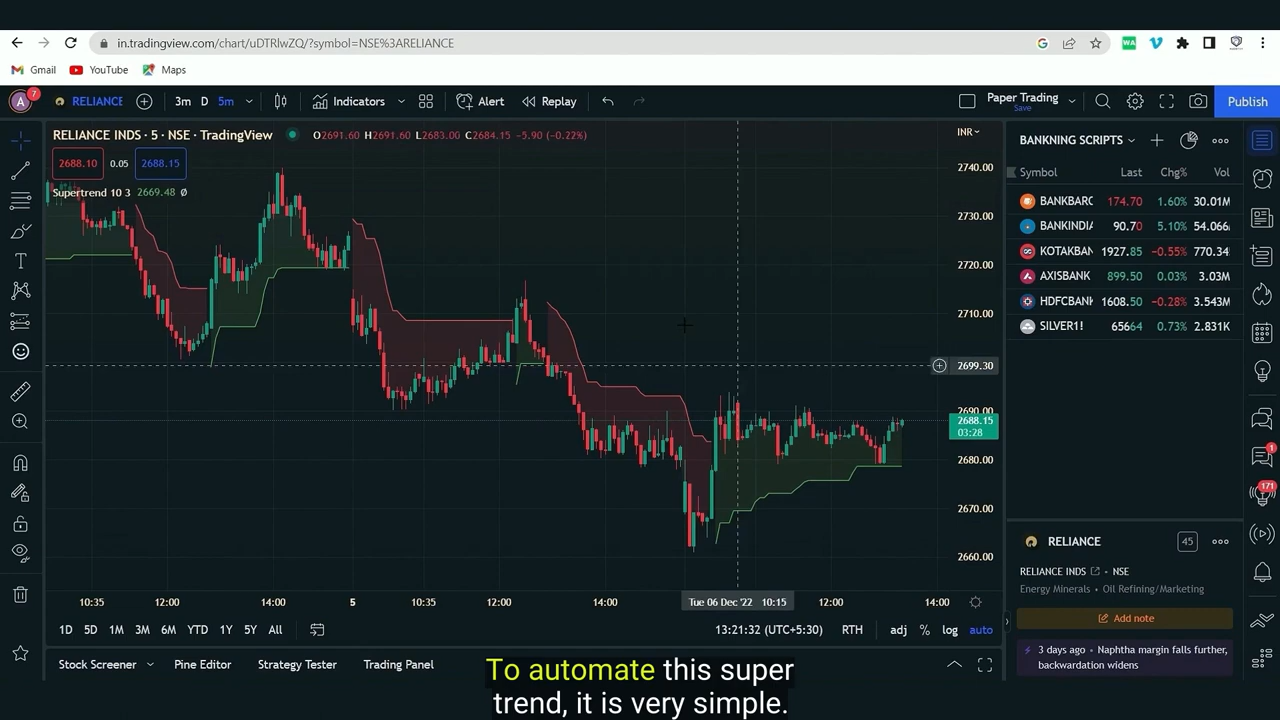 in.tradingview.com/chart/uDTRlwZQ/?symbol=NSE%3ARELIANCE
Gmail YouTube Maps
A 7 RELIANCE 3m D 5m Indicators Alert Replay Paper Trading Save Publish
RELIANCE INDS · 5 · NSE · TradingView O2691.60 H2691.60 L2683.00 C2684.15 -5.90 (-0.22%) INR
2688.10 0.05 2688.15
Supertrend 10 3 2669.48 Ø
2740.00
2730.00
2720.00
2710.00
2699.30
2690.00
2688.15
03:28
2680.00
2670.00
2660.00
10:35 12:00 14:00 5 10:35 12:00 14:00 Tue 06 Dec '22 10:15 12:00 14:00
1D 5D 1M 3M 6M YTD 1Y 5Y All 13:21:32 (UTC+5:30) RTH adj % log auto
Stock Screener Pine Editor Strategy Tester Trading Panel
BANKNING SCRIPTS
Symbol Last Chg% Vol
BANKBARC 174.70 1.60% 30.01M
BANKINDIA 90.70 5.10% 54.066
KOTAKBAN 1927.85 -0.55% 770.34
AXISBANK 899.50 0.03% 3.03M
HDFCBANK 1608.50 -0.28% 3.543M
SILVER1! 65664 0.73% 2.831K
RELIANCE 45
RELIANCE INDS · NSE
Energy Minerals · Oil Refining/Marketing
Add note
3 days ago · Naphtha margin falls further,
backwardation widens
1
171
To automate this super
trend, it is very simple.